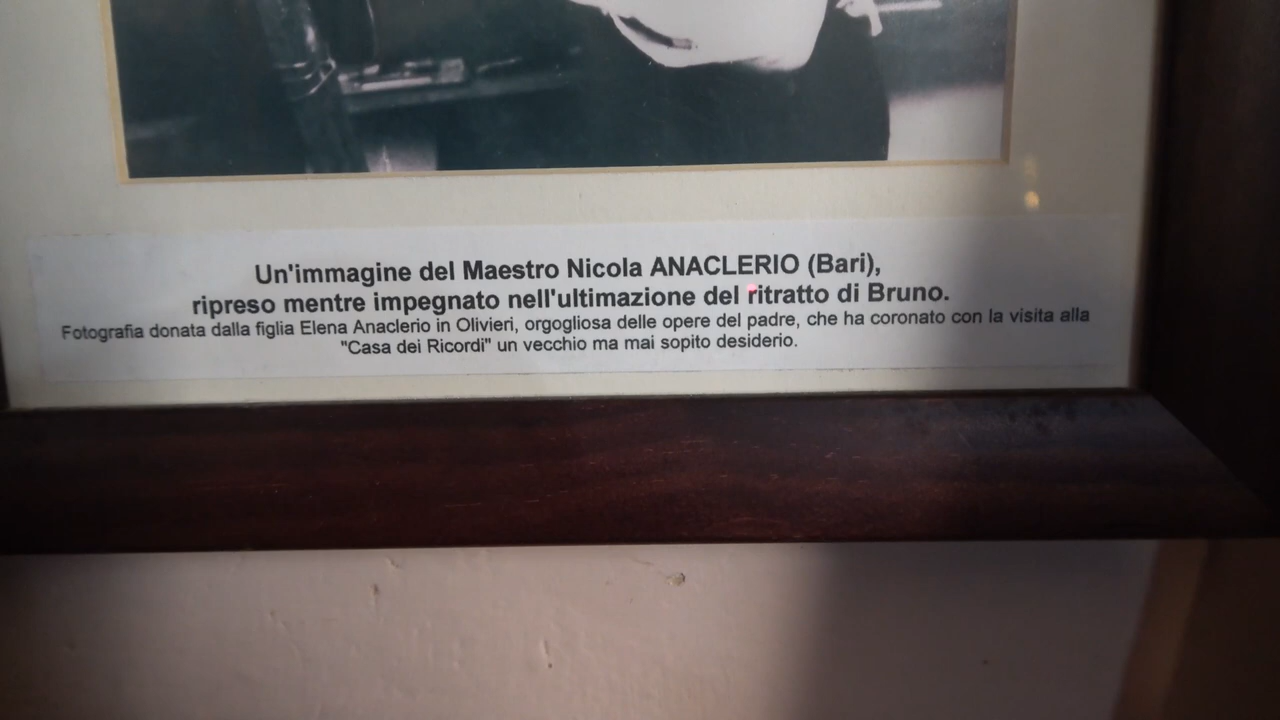 Un'immagine del Maestro Nicola ANACLERIO (Bari),
ripreso mentre impegnato nell'ultimazione del ritratto di Bruno.
Fotografia donata dalla figlia Elena Anaclerio in Olivieri, orgogliosa delle opere del padre, che ha coronato con la visita alla
"Casa dei Ricordi" un vecchio ma mai sopito desiderio.